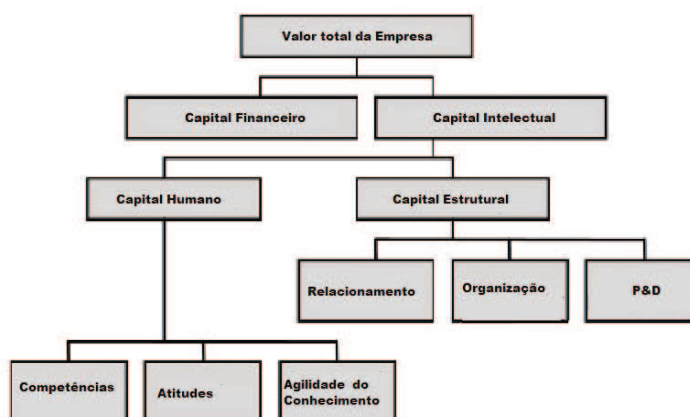 Valor total da Empresa
Capital Financeiro
Capital Intelectual
Capital Humano
Capital Estrutural
Relacionamento
Organização
P&D
Competências
Atitudes
Agilidade do
Conhecimento